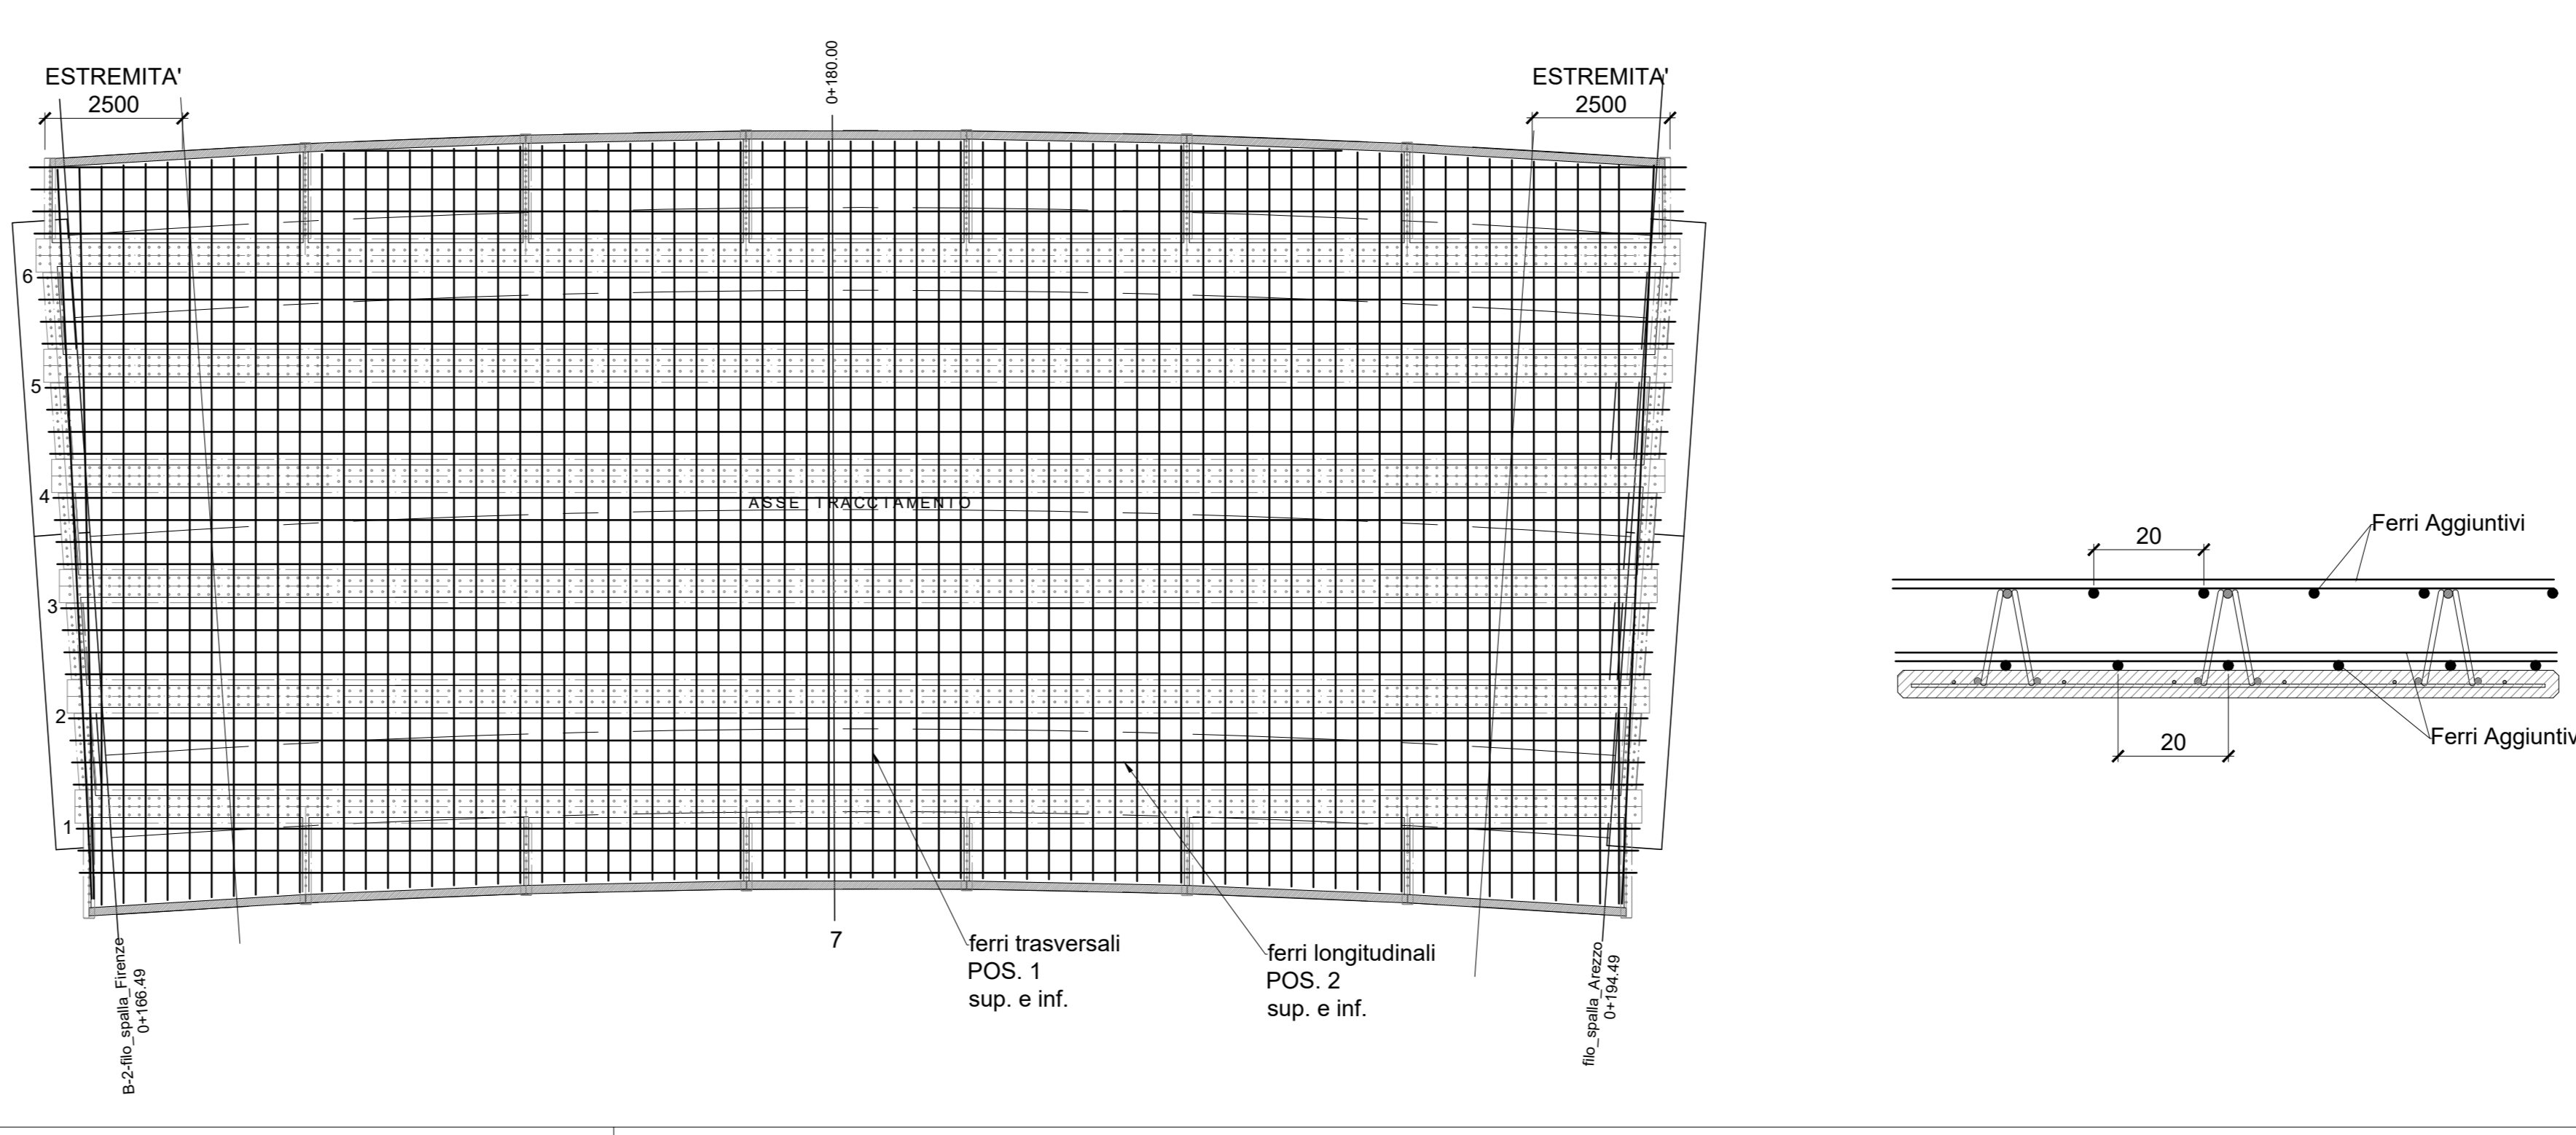 ESTREMITA'
2500
0+180.00
ESTREMITA'
2500
6
5
4
3
2
1
ASSE TRACCIAMENTO
7
ferri trasversali
POS. 1
sup. e inf.
ferri longitudinali
POS. 2
sup. e inf.
B-2-filo_spalla_Firenze
0+166.49
filo_spalla_Arezzo
0+194.49
20
Ferri Aggiuntivi
20
Ferri Aggiuntiv